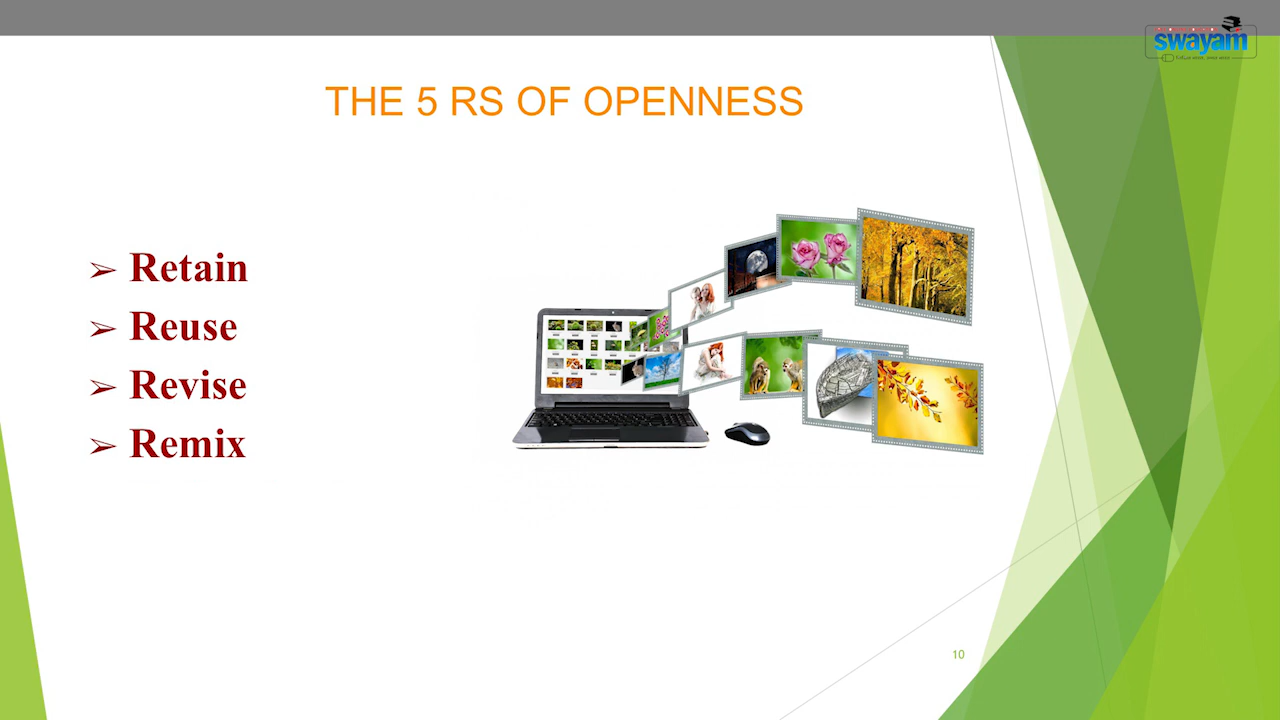 swayam
THE 5 RS OF OPENNESS
➢ Retain
➢ Reuse
➢ Revise
➢ Remix
10